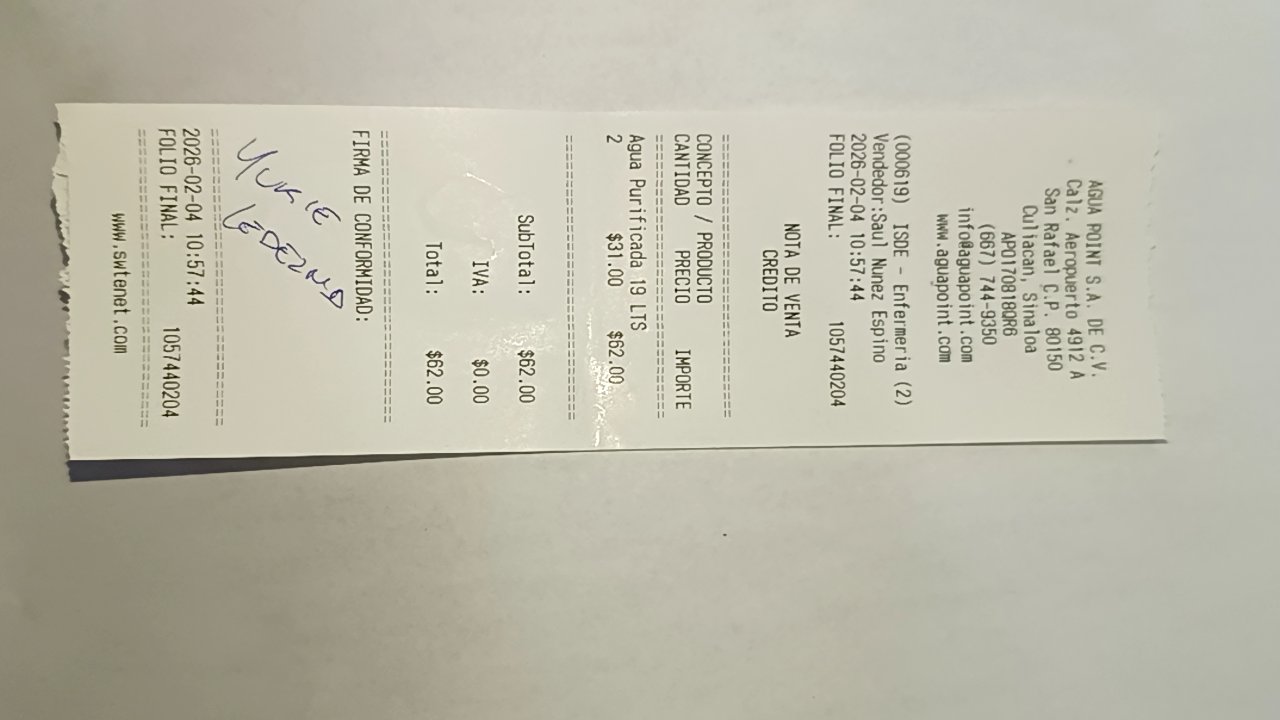 AGUA POINT S.A. DE C.V.
Calz. Aeropuerto 4912 A
San Rafael C.P. 80150
Culiacan, Sinaloa
APO170818QR6
(667) 744-9350
info@aguapoint.com
www.aguapoint.com
(000619) ISDE - Enfermeria (2)
Vendedor:Saul Nunez Espino
2026-02-04 10:57:44
FOLIO FINAL: 1057440204
NOTA DE VENTA
CREDITO
==============================
CONCEPTO / PRODUCTO
CANTIDAD PRECIO IMPORTE
==============================
Agua Purificada 19 LTS
2 $31.00 $62.00
==============================
SubTotal: $62.00
IVA: $0.00
Total: $62.00
==============================
FIRMA DE CONFORMIDAD:
YUKIE
LEDEZMA
==============================
2026-02-04 10:57:44
FOLIO FINAL: 1057440204
==============================
www.swtenet.com